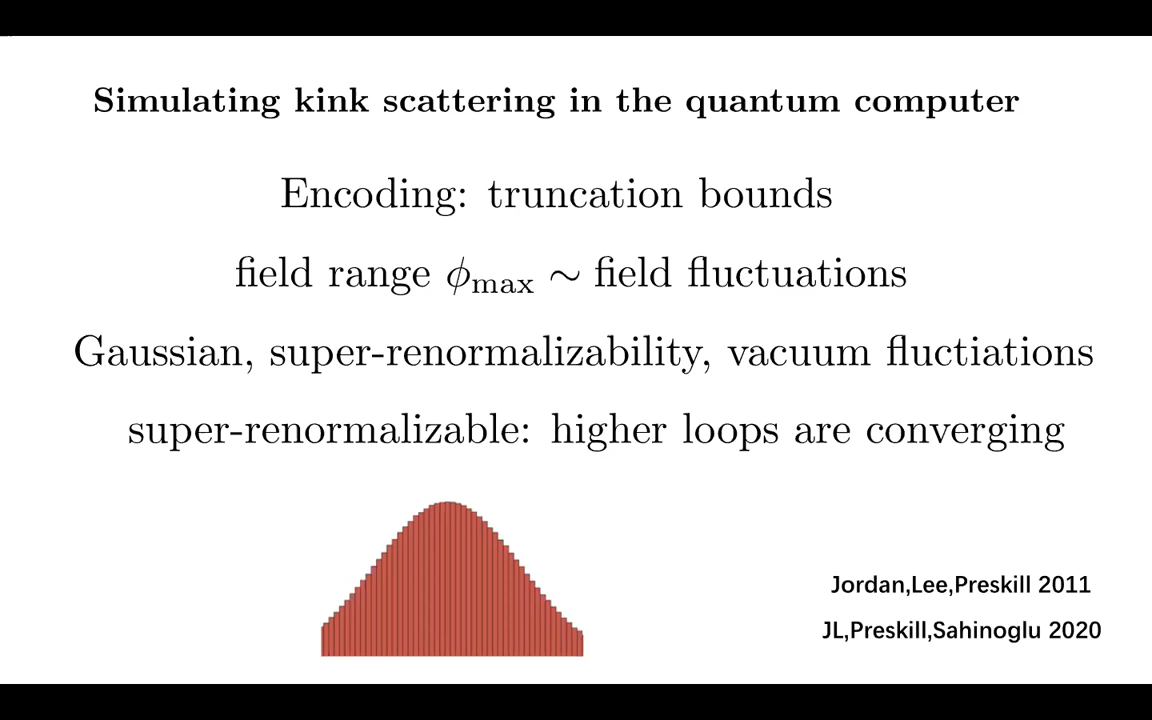 Simulating kink scattering in the quantum computer
Encoding: truncation bounds
field range ϕmax ∼ field fluctuations
Gaussian, super-renormalizability, vacuum fluctiations
super-renormalizable: higher loops are converging
Jordan,Lee,Preskill 2011
JL,Preskill,Sahinoglu 2020